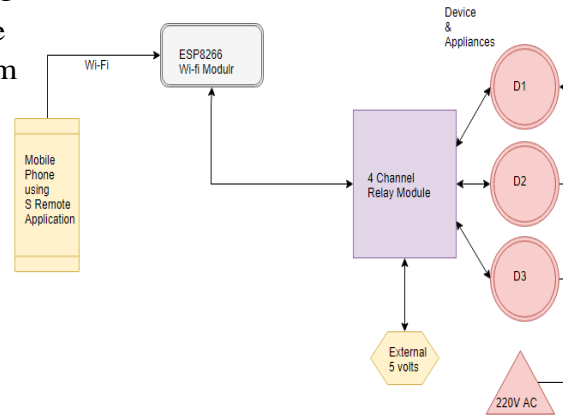 e
m
Device
&
Appliances
ESP8266
Wi-fi Modulr
Wi-Fi
D1
Mobile
Phone
using
S Remote
Application
4 Channel
Relay Module
D2
D3
External
5 volts
220V AC